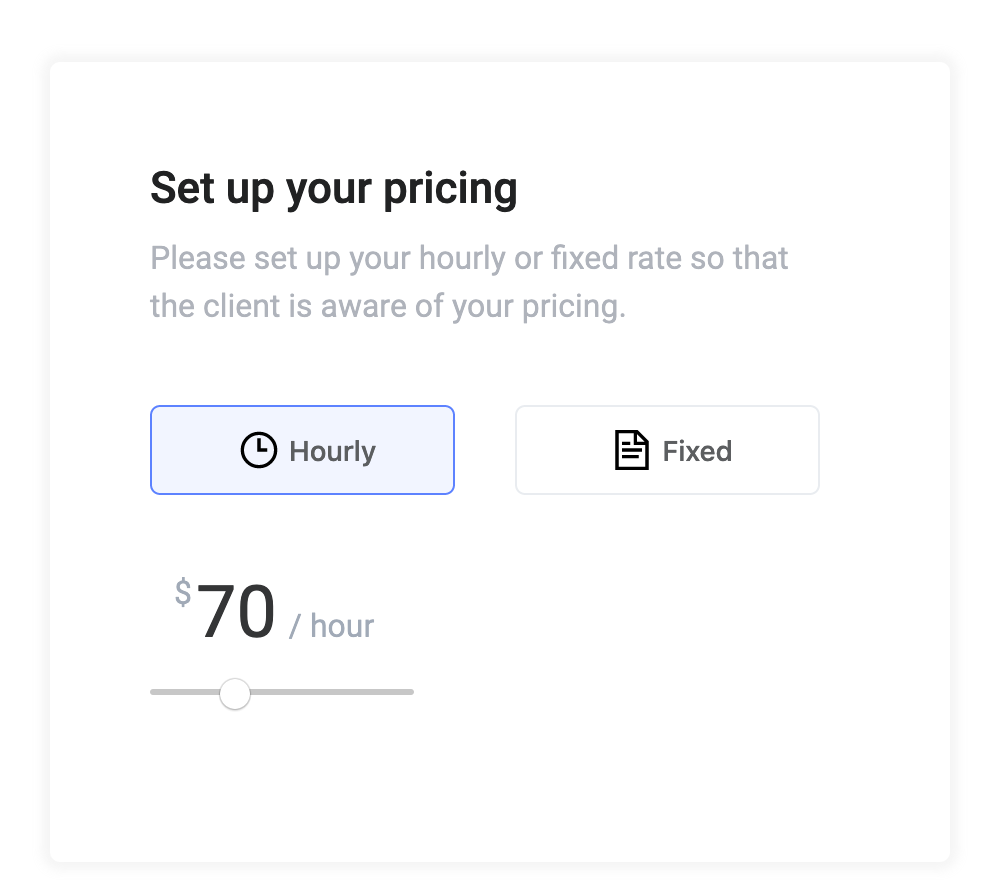 Set up your pricing
Please set up your hourly or fixed rate so that
the client is aware of your pricing.
Hourly
Fixed
$70 / hour